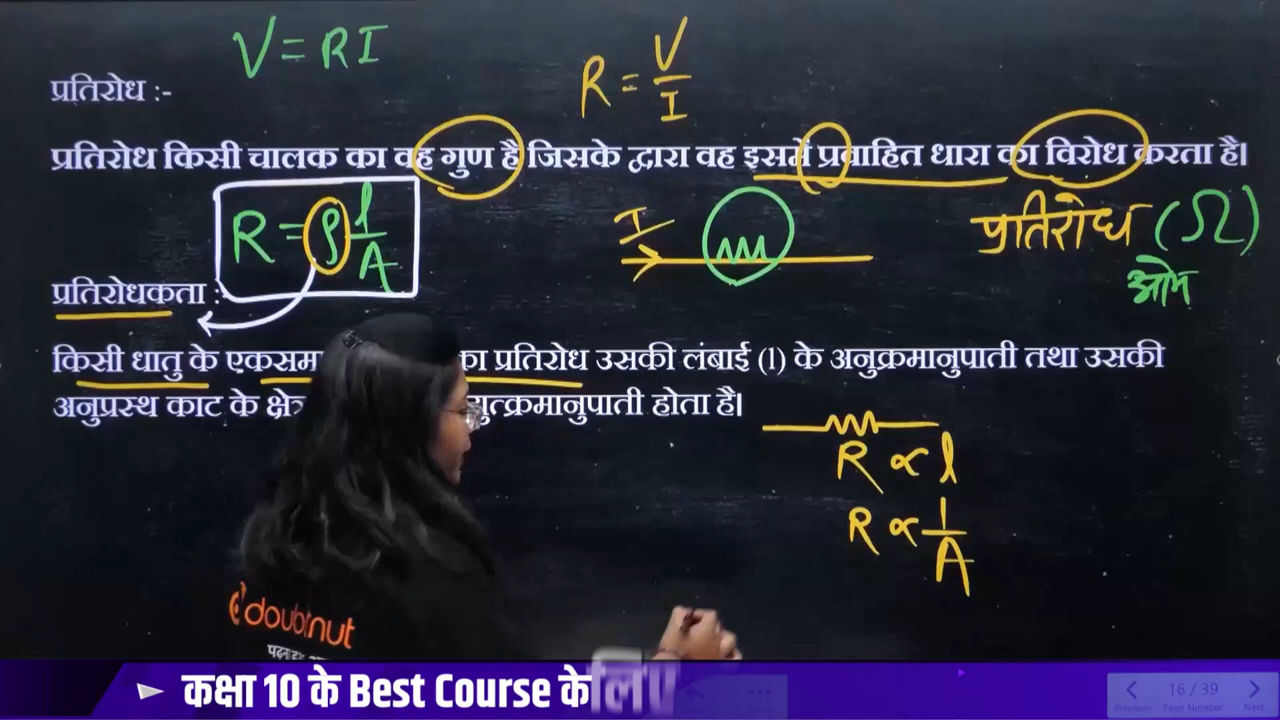 V = RI
R = V/I
प्रतिरोध :-
प्रतिरोध किसी चालक का वह गुण है जिसके द्वारा वह इसमें प्रवाहित धारा का विरोध करता है।
R = ρ l/A
I
प्रतिरोध (Ω)
ओम
प्रतिरोधकता :
किसी धातु के एकसमा का प्रतिरोध उसकी लंबाई (l) के अनुक्रमानुपाती तथा उसकी
अनुप्रस्थ काट के क्षेत्र युत्क्रमानुपाती होता है।
R ∝ l
R ∝ 1/A
doubtnut
कक्षा 10 के Best Course के लिए
16 / 39
Previous Page Number Next